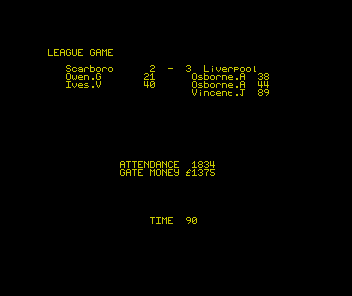 LEAGUE GAME
Scarboro 2 - 3 Liverpool
Owen.G 21 Osborne.A 38
Ives.V 40 Osborne.A 44
Vincent.J 89
ATTENDANCE 1834
GATE MONEY £1375
TIME 90